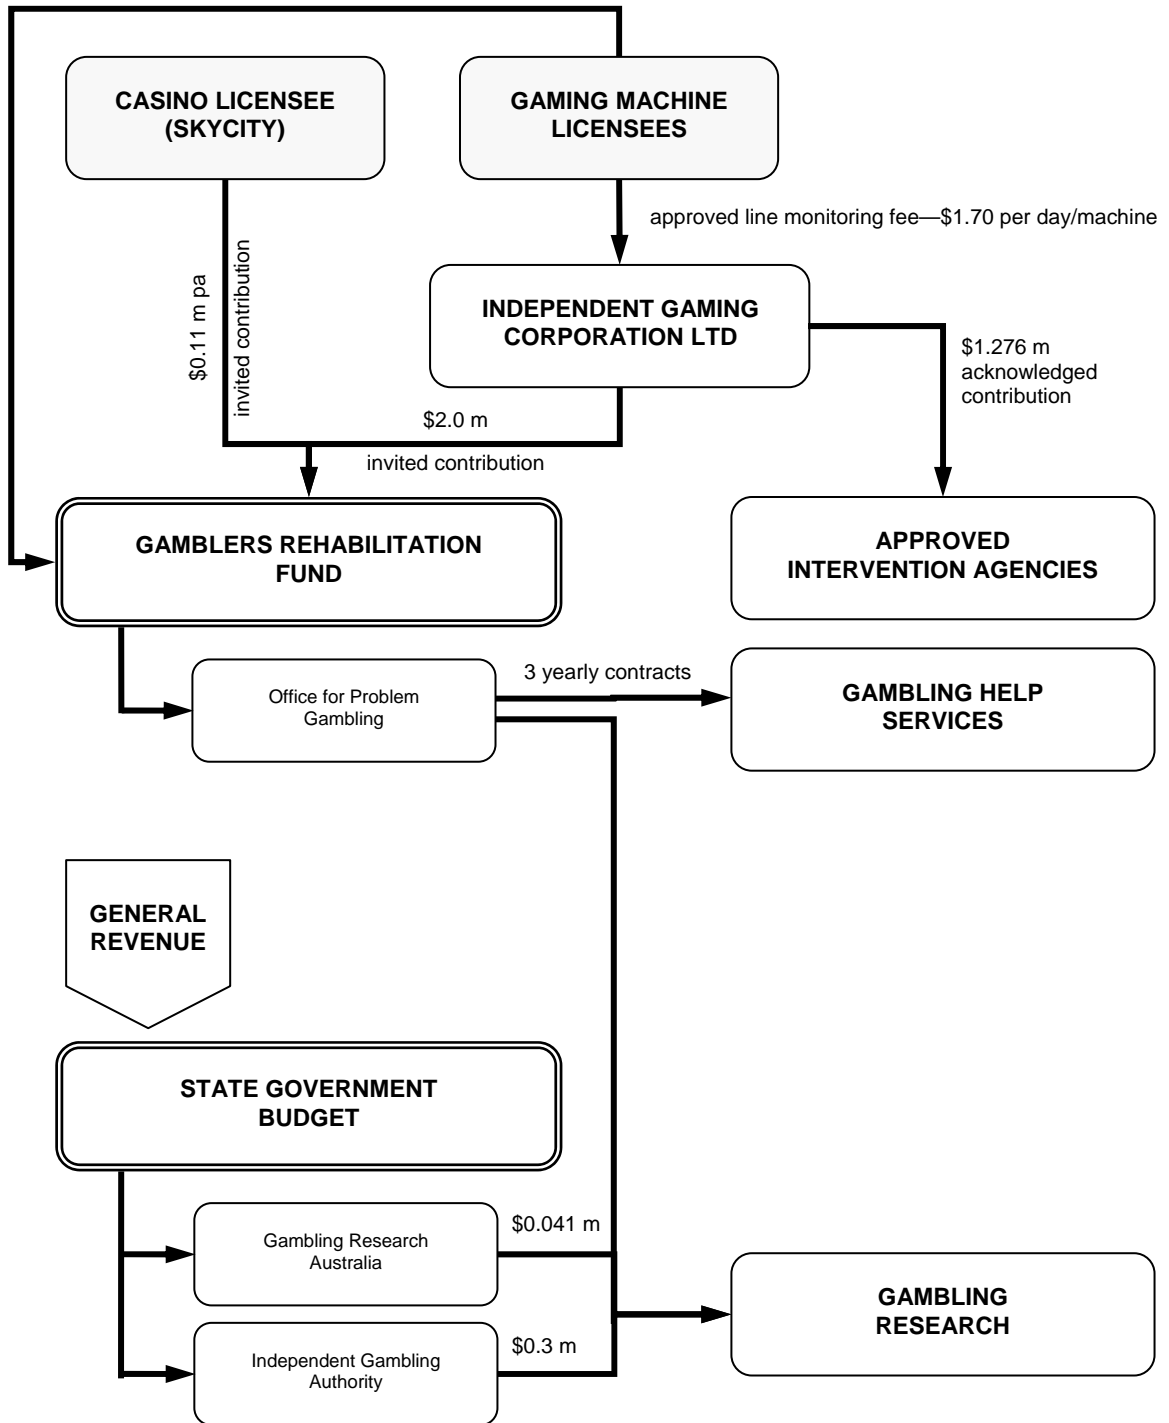 CASINO LICENSEE
(SKYCITY)
GAMING MACHINE
LICENSEES
approved line monitoring fee—$1.70 per day/machine
$0.11 m pa
invited contribution
INDEPENDENT GAMING
CORPORATION LTD
$1.276 m
acknowledged
contribution
$2.0 m
invited contribution
GAMBLERS REHABILITATION
FUND
APPROVED
INTERVENTION AGENCIES
Office for Problem
Gambling
3 yearly contracts
GAMBLING HELP
SERVICES
GENERAL
REVENUE
STATE GOVERNMENT
BUDGET
Gambling Research
Australia
$0.041 m
Independent Gambling
Authority
$0.3 m
GAMBLING
RESEARCH